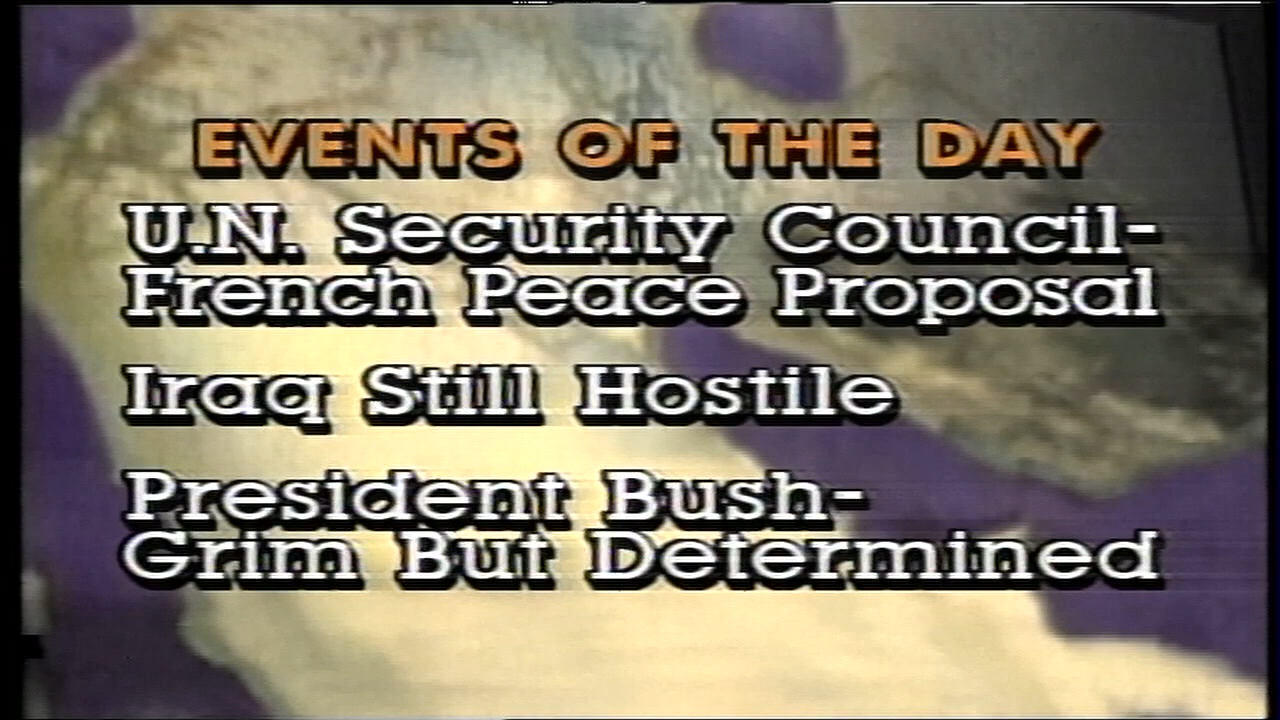 EVENTS OF THE DAY
U.N. Security Council-
French Peace Proposal
Iraq Still Hostile
President Bush-
Grim But Determined